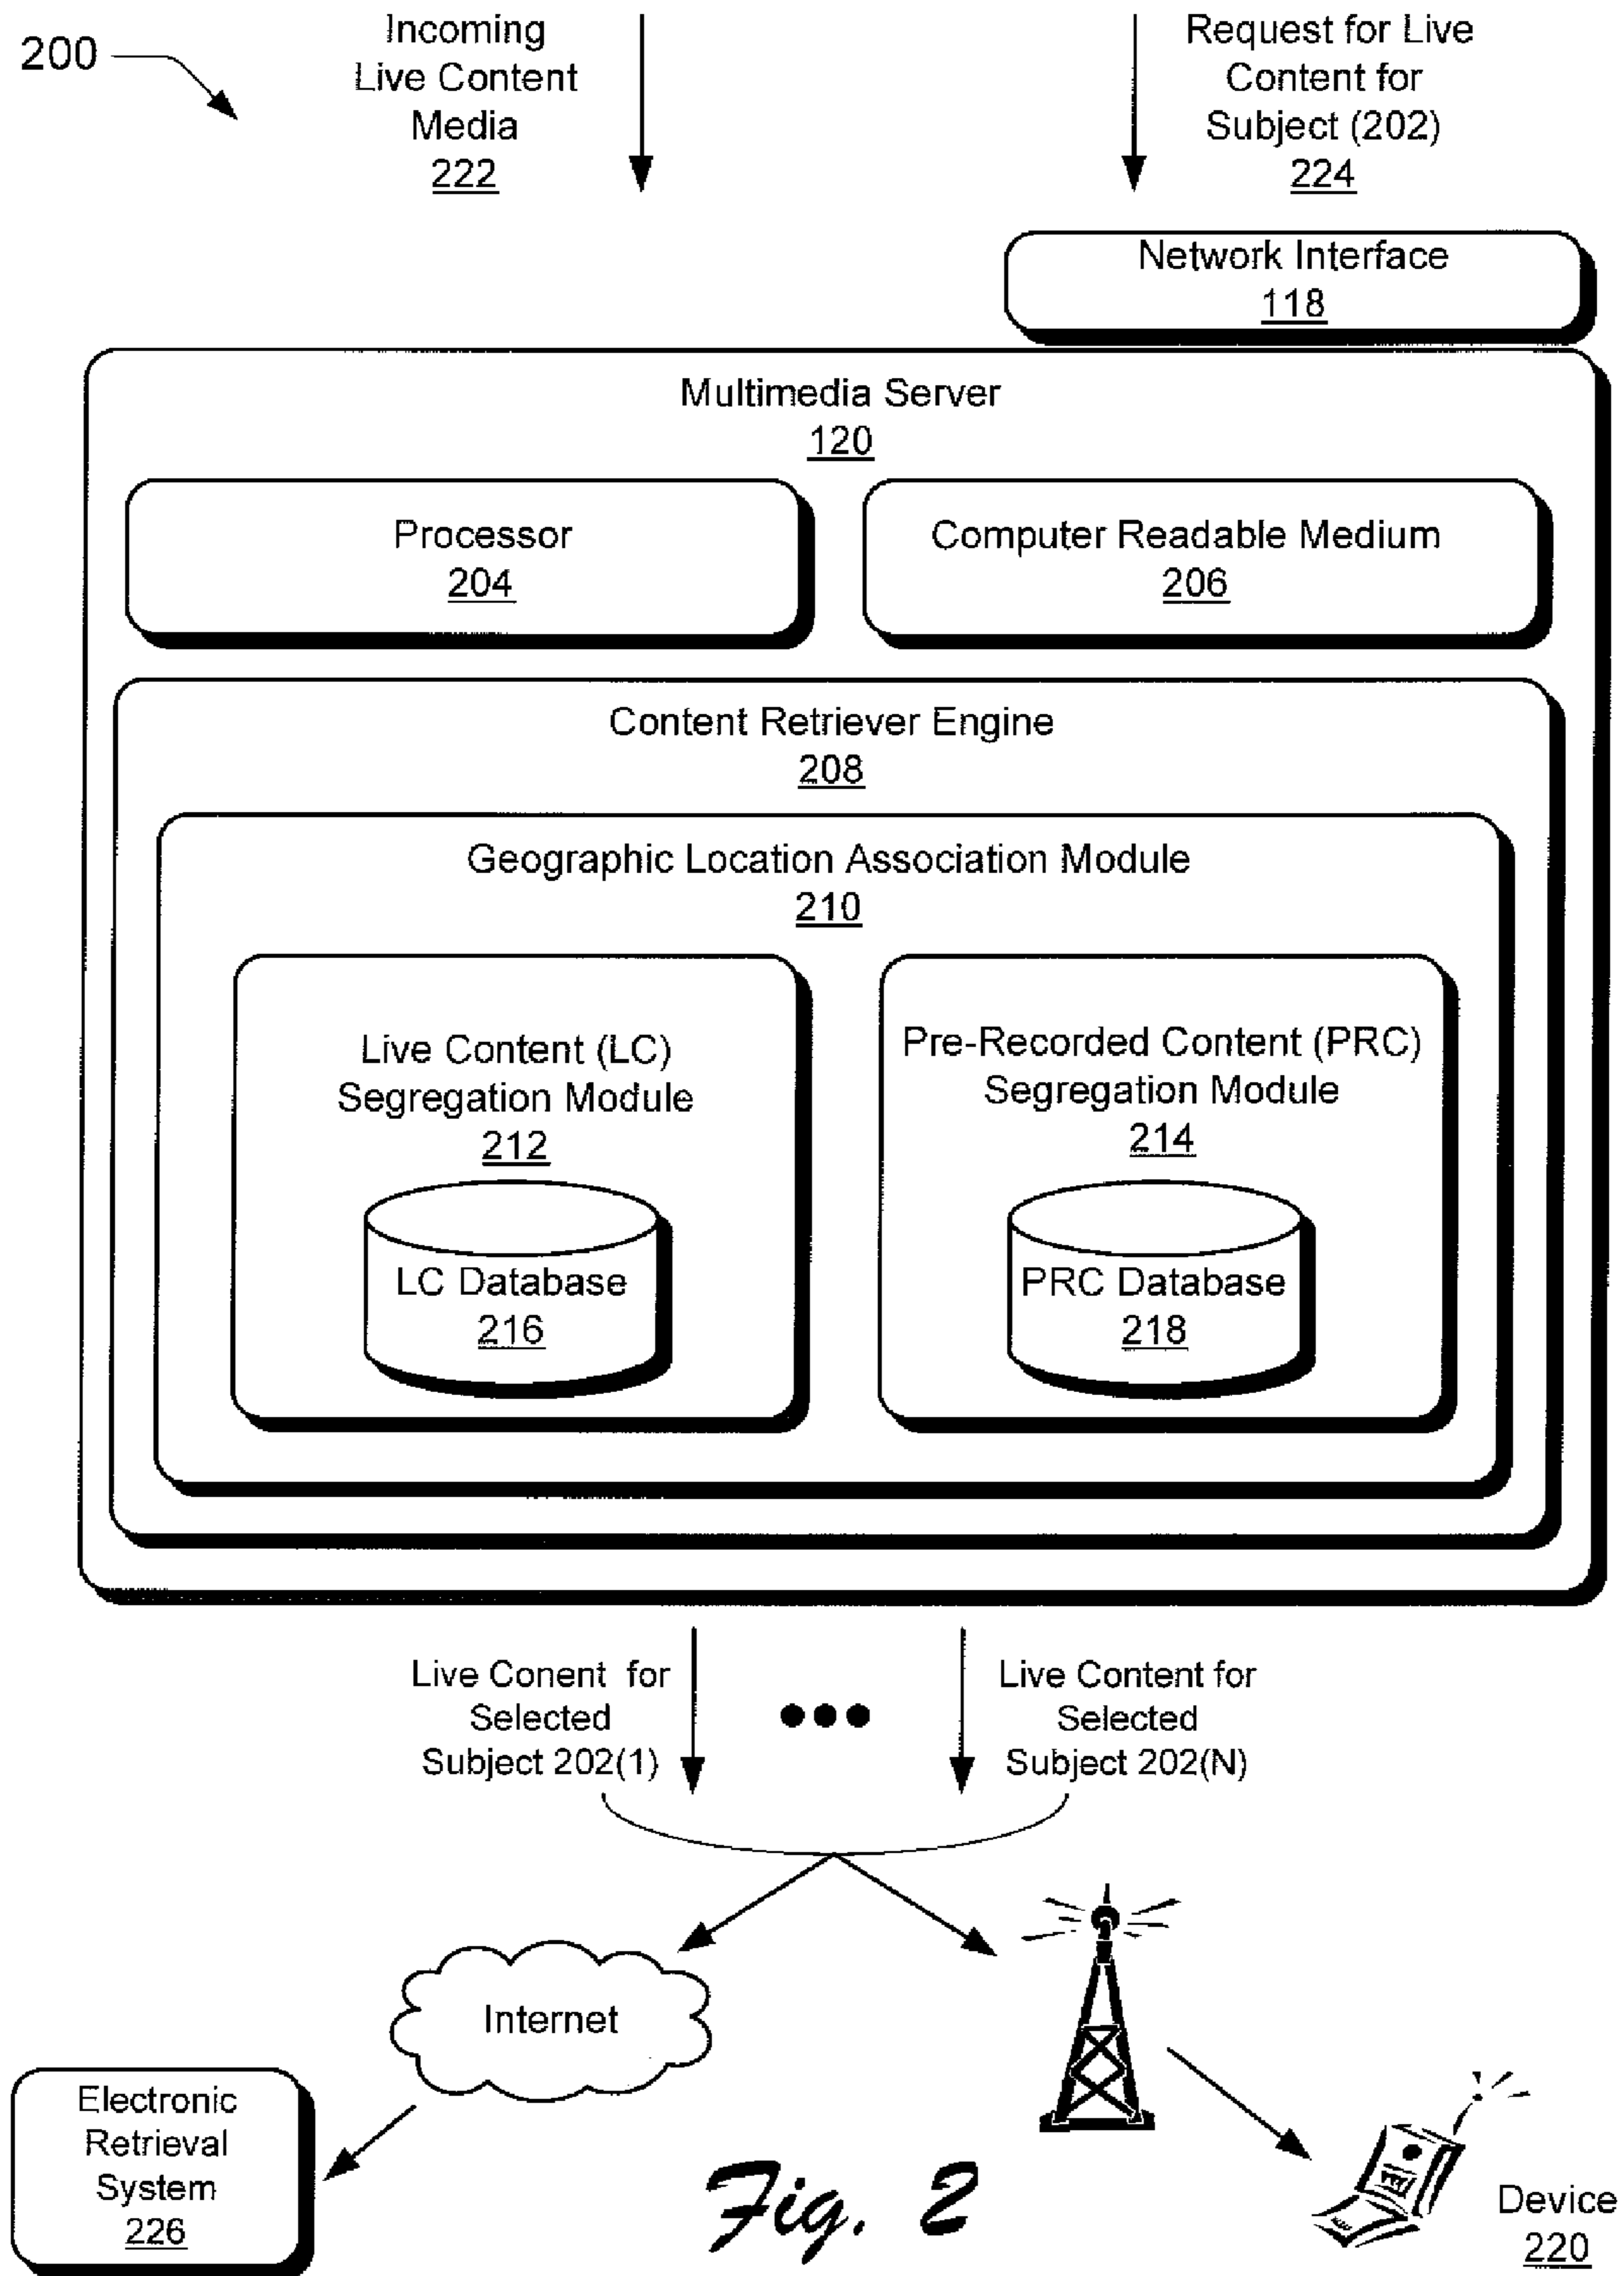 200
Incoming
Live Content
Media
222
Request for Live
Content for
Subject (202)
224
Network Interface
118
Multimedia Server
120
Processor
204
Computer Readable Medium
206
Content Retriever Engine
208
Geographic Location Association Module
210
Live Content (LC)
Segregation Module
212
LC Database
216
Pre-Recorded Content (PRC)
Segregation Module
214
PRC Database
218
Live Conent for
Selected
Subject 202(1)
Live Content for
Selected
Subject 202(N)
Internet
Electronic
Retrieval
System
226
Device
220
Fig. 2